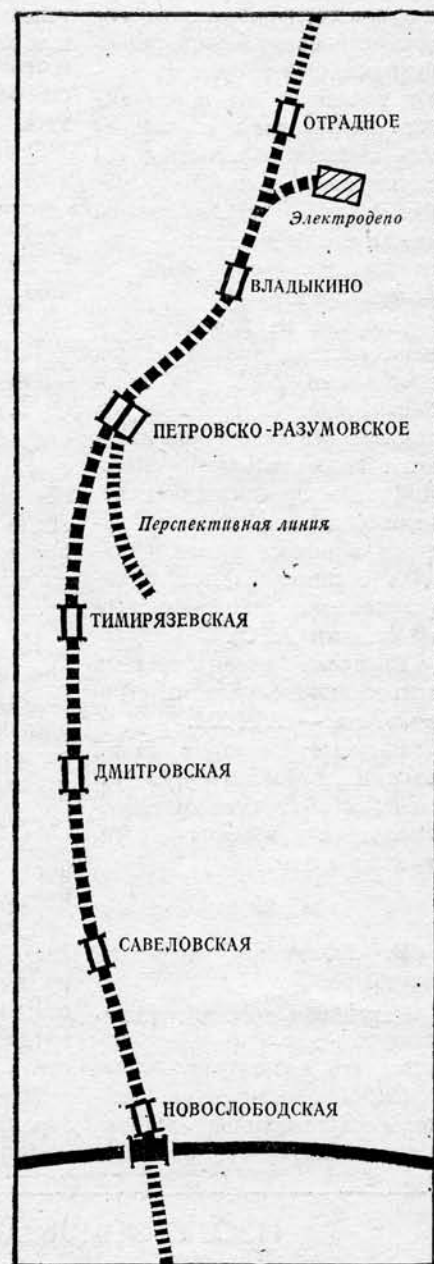 ОТРАДНОЕ
Электродепо
ВЛАДЫКИНО
ПЕТРОВСКО-РАЗУМОВСКОЕ
Перспективная линия
ТИМИРЯЗЕВСКАЯ
ДМИТРОВСКАЯ
САВЕЛОВСКАЯ
НОВОСЛОБОДСКАЯ